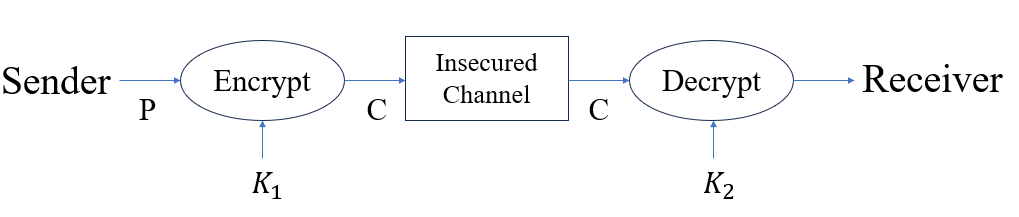 Sender
P
Encrypt
K₁
C
Insecured
Channel
C
Decrypt
K₂
Receiver